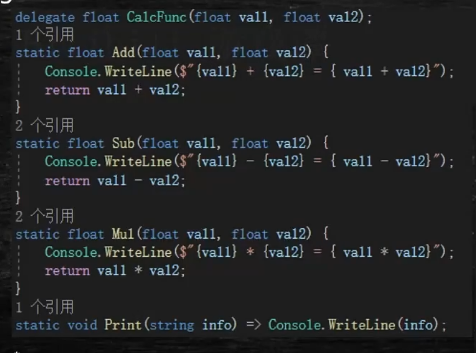 delegate float CalcFunc(float val1, float val2);
1 个引用
static float Add(float val1, float val2) {
Console.WriteLine($"{val1} + {val2} = { val1 + val2}");
return val1 + val2;
}
2 个引用
static float Sub(float val1, float val2) {
Console.WriteLine($"{val1} - {val2} = { val1 - val2}");
return val1 - val2;
}
2 个引用
static float Mul(float val1, float val2) {
Console.WriteLine($"{val1} * {val2} = { val1 * val2}");
return val1 * val2;
}
1 个引用
static void Print(string info) => Console.WriteLine(info);